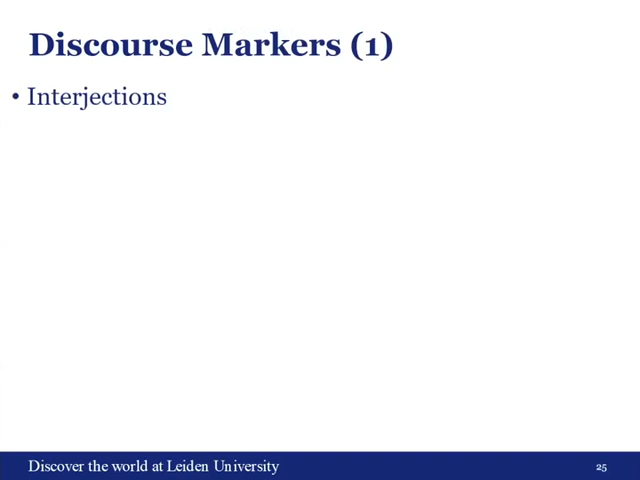 Discourse Markers (1)
• Interjections
Discover the world at Leiden University
25